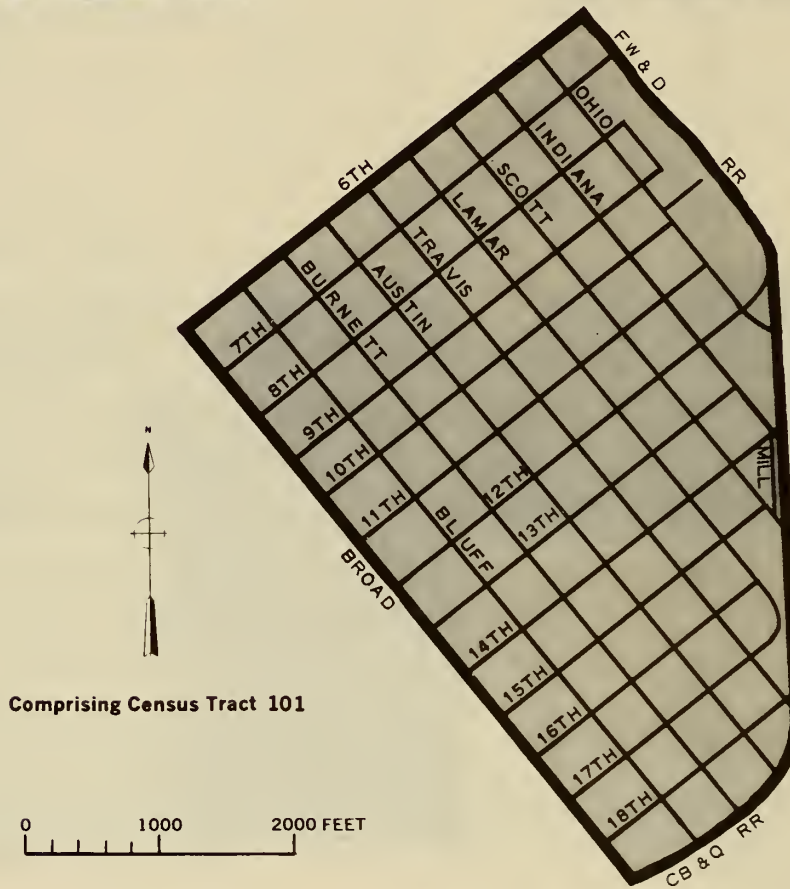 FW & D
RR
6TH
OHIO
INDIANA
SCOTT
LAMAR
TRAVIS
AUSTIN
BURNETT
7TH
8TH
9TH
10TH
11TH
12TH
13TH
BLUFF
MILL
BROAD
14TH
15TH
16TH
17TH
18TH
CB & Q RR
N
Comprising Census Tract 101
0 1000 2000 FEET